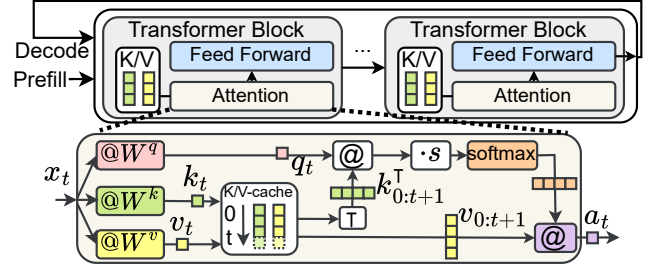 Transformer Block
Transformer Block
Decode
K/V
Feed Forward
...
K/V
Feed Forward
Prefill
Attention
Attention
@W^q
q_t
@
·s
softmax
x_t
@W^k
k_t
K/V-cache
k_{0:t+1}^⊤
0
T
@W^v
v_t
t
v_{0:t+1}
@
a_t